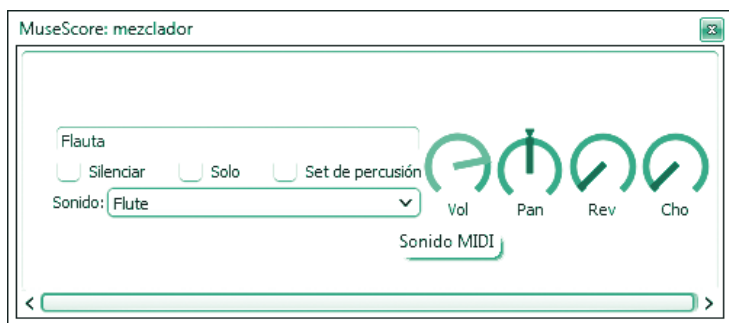 MuseScore: mezclador
Flauta
Silenciar Solo Set de percusión
Sonido: Flute
Vol Pan Rev Cho
Sonido MIDI